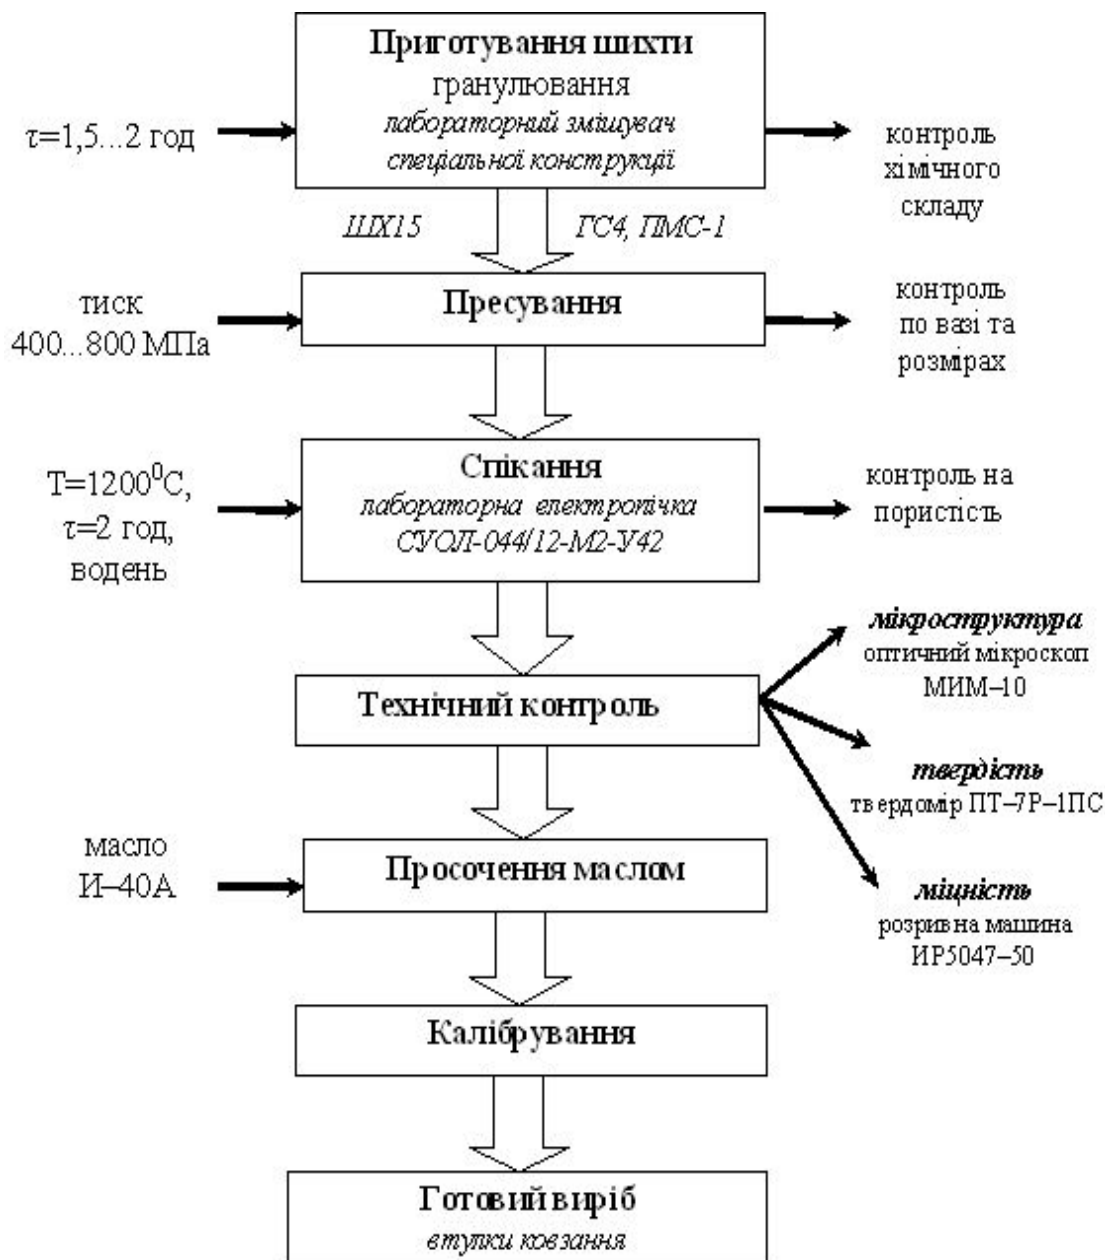 Приготування шихти
гранулювання
лабораторний змішувач
спеціальної конструкції
τ=1,5...2 год
контроль
хімічного
складу
ШХ15
ГС4, ПМС-1
Пресування
тиск
400...800 МПа
контроль
по вазі та
розмірах
Спікання
лабораторна електропічка
СУОЛ-044/12-М2-У42
T=1200⁰C,
τ=2 год,
водень
контроль на
пористість
Технічний контроль
мікроструктура
оптичний мікроскоп
МИМ–10
твердість
твердомір ПТ–7Р–1ПС
міцність
розривна машина
ИР5047–50
Просочення маслом
масло
И–40А
Калібрування
Готовий виріб
втулки ковзання